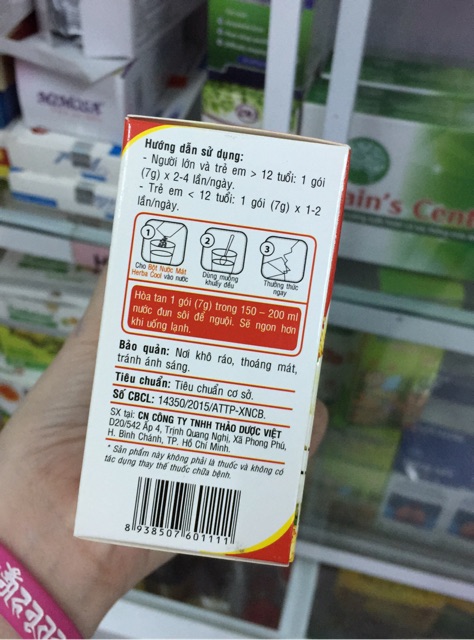 MIMOSA
Hướng dẫn sử dụng:
- Người lớn và trẻ em > 12 tuổi: 1 gói
(7g) x 2-4 lần/ngày.
- Trẻ em < 12 tuổi: 1 gói (7g) x 1-2
lần/ngày.
1
2
3
Cho Bột Nước Mát
Herba Cool vào nước
Dùng muỗng
khuấy đều
Thưởng thức
ngay
Hòa tan 1 gói (7g) trong 150 – 200 ml
nước đun sôi để nguội. Sẽ ngon hơn
khi uống lạnh.
Bảo quản: Nơi khô ráo, thoáng mát,
tránh ánh sáng.
Tiêu chuẩn: Tiêu chuẩn cơ sở.
Số CBCL: 14350/2015/ATTP-XNCB.
SX tại: CN CÔNG TY TNHH THẢO DƯỢC VIỆT
D20/542 Ấp 4, Trịnh Quang Nghị, Xã Phong Phú,
H. Bình Chánh, TP. Hồ Chí Minh.
* Sản phẩm này không phải là thuốc và không có
tác dụng thay thế thuốc chữa bệnh.
8 938507 601111